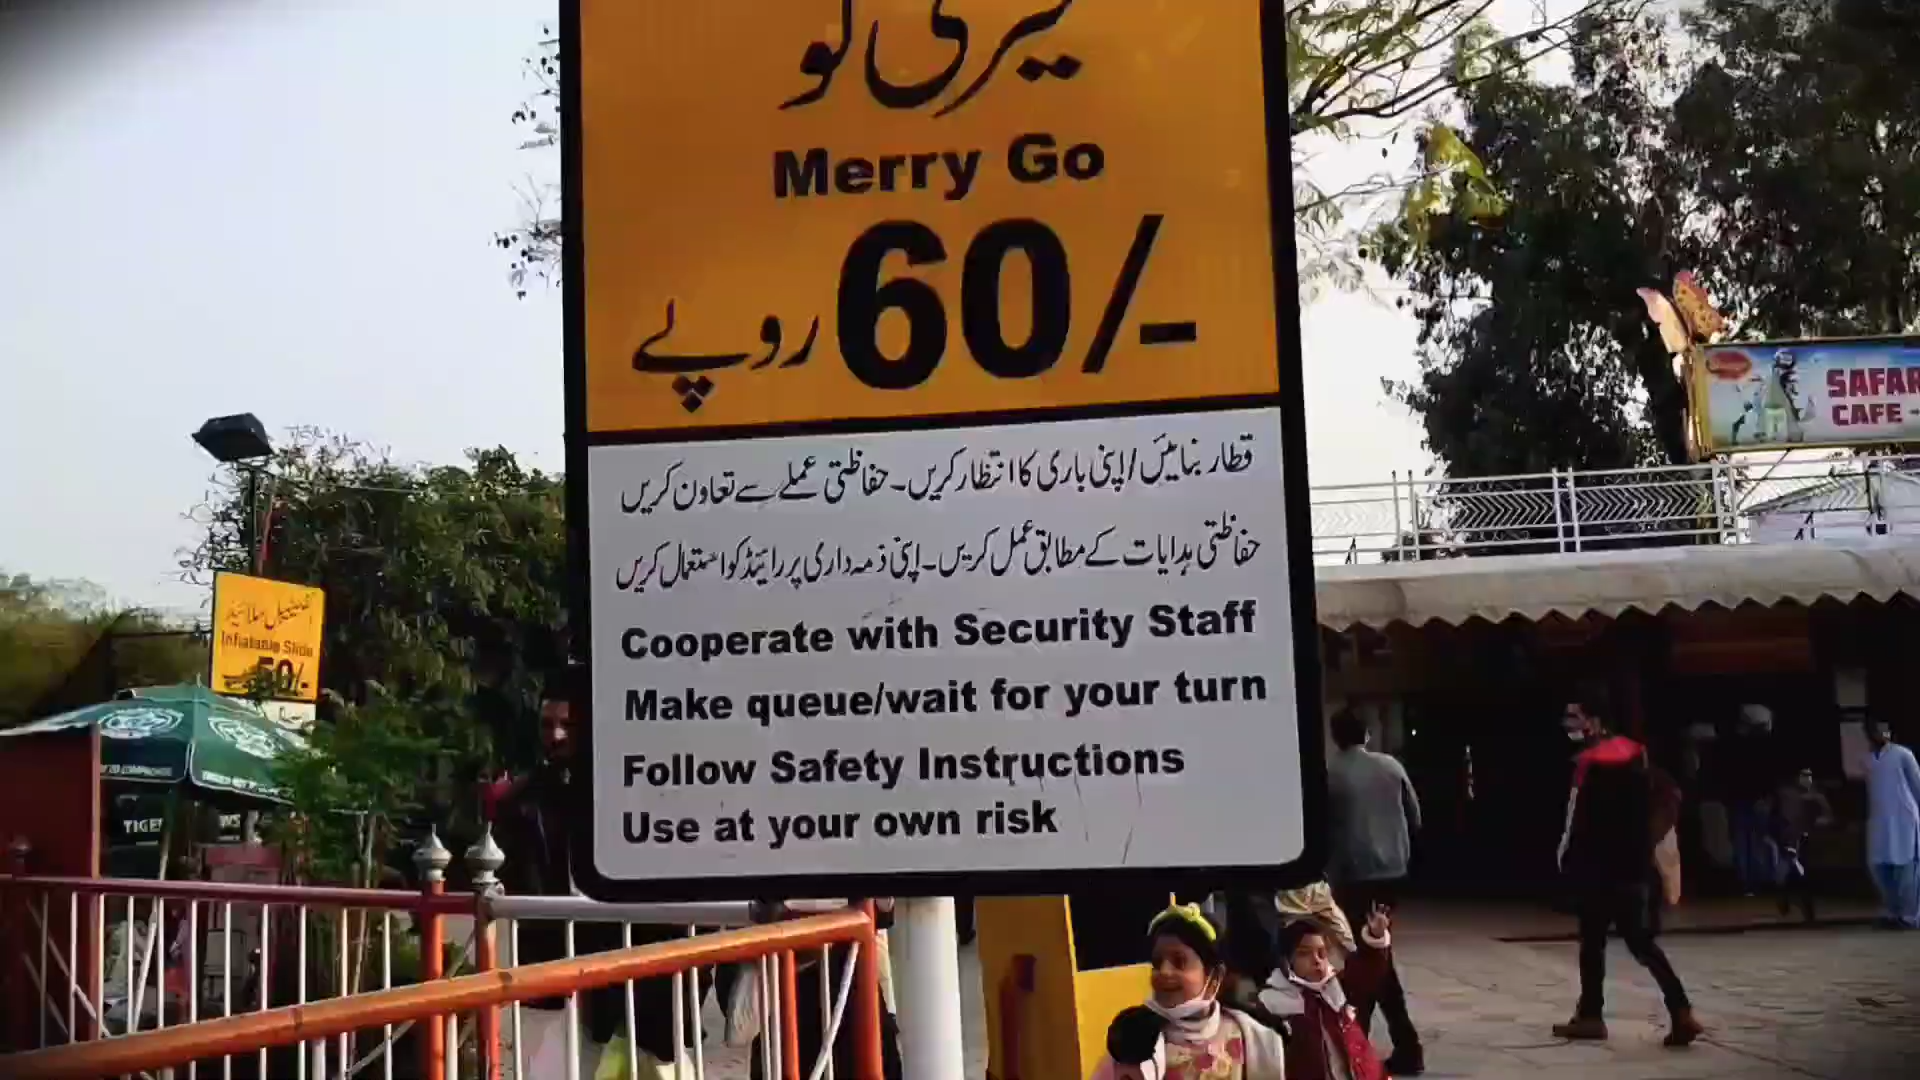 میری گو
Merry Go
60/- روپے
قطار بنائیں/اپنی باری کا انتظار کریں۔ حفاظتی عملے سے تعاون کریں
حفاظتی ہدایات کے مطابق عمل کریں۔ اپنی ذمہ داری پر رائیڈ کو استعمال کریں
Cooperate with Security Staff
Make queue/wait for your turn
Follow Safety Instructions
Use at your own risk
Inflatable Slide
50/-
SAFAR
CAFE -